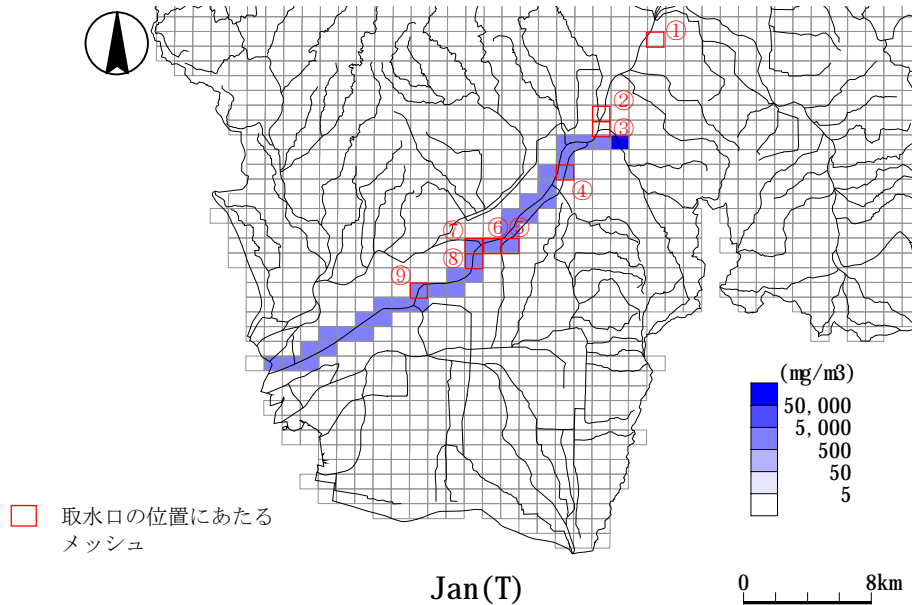 ①
②
③
④
⑦ ⑥ ⑤
⑧
⑨
(mg/m3)
50,000
5,000
500
50
5
取水口の位置にあたる
メッシュ
Jan(T)
0 8km